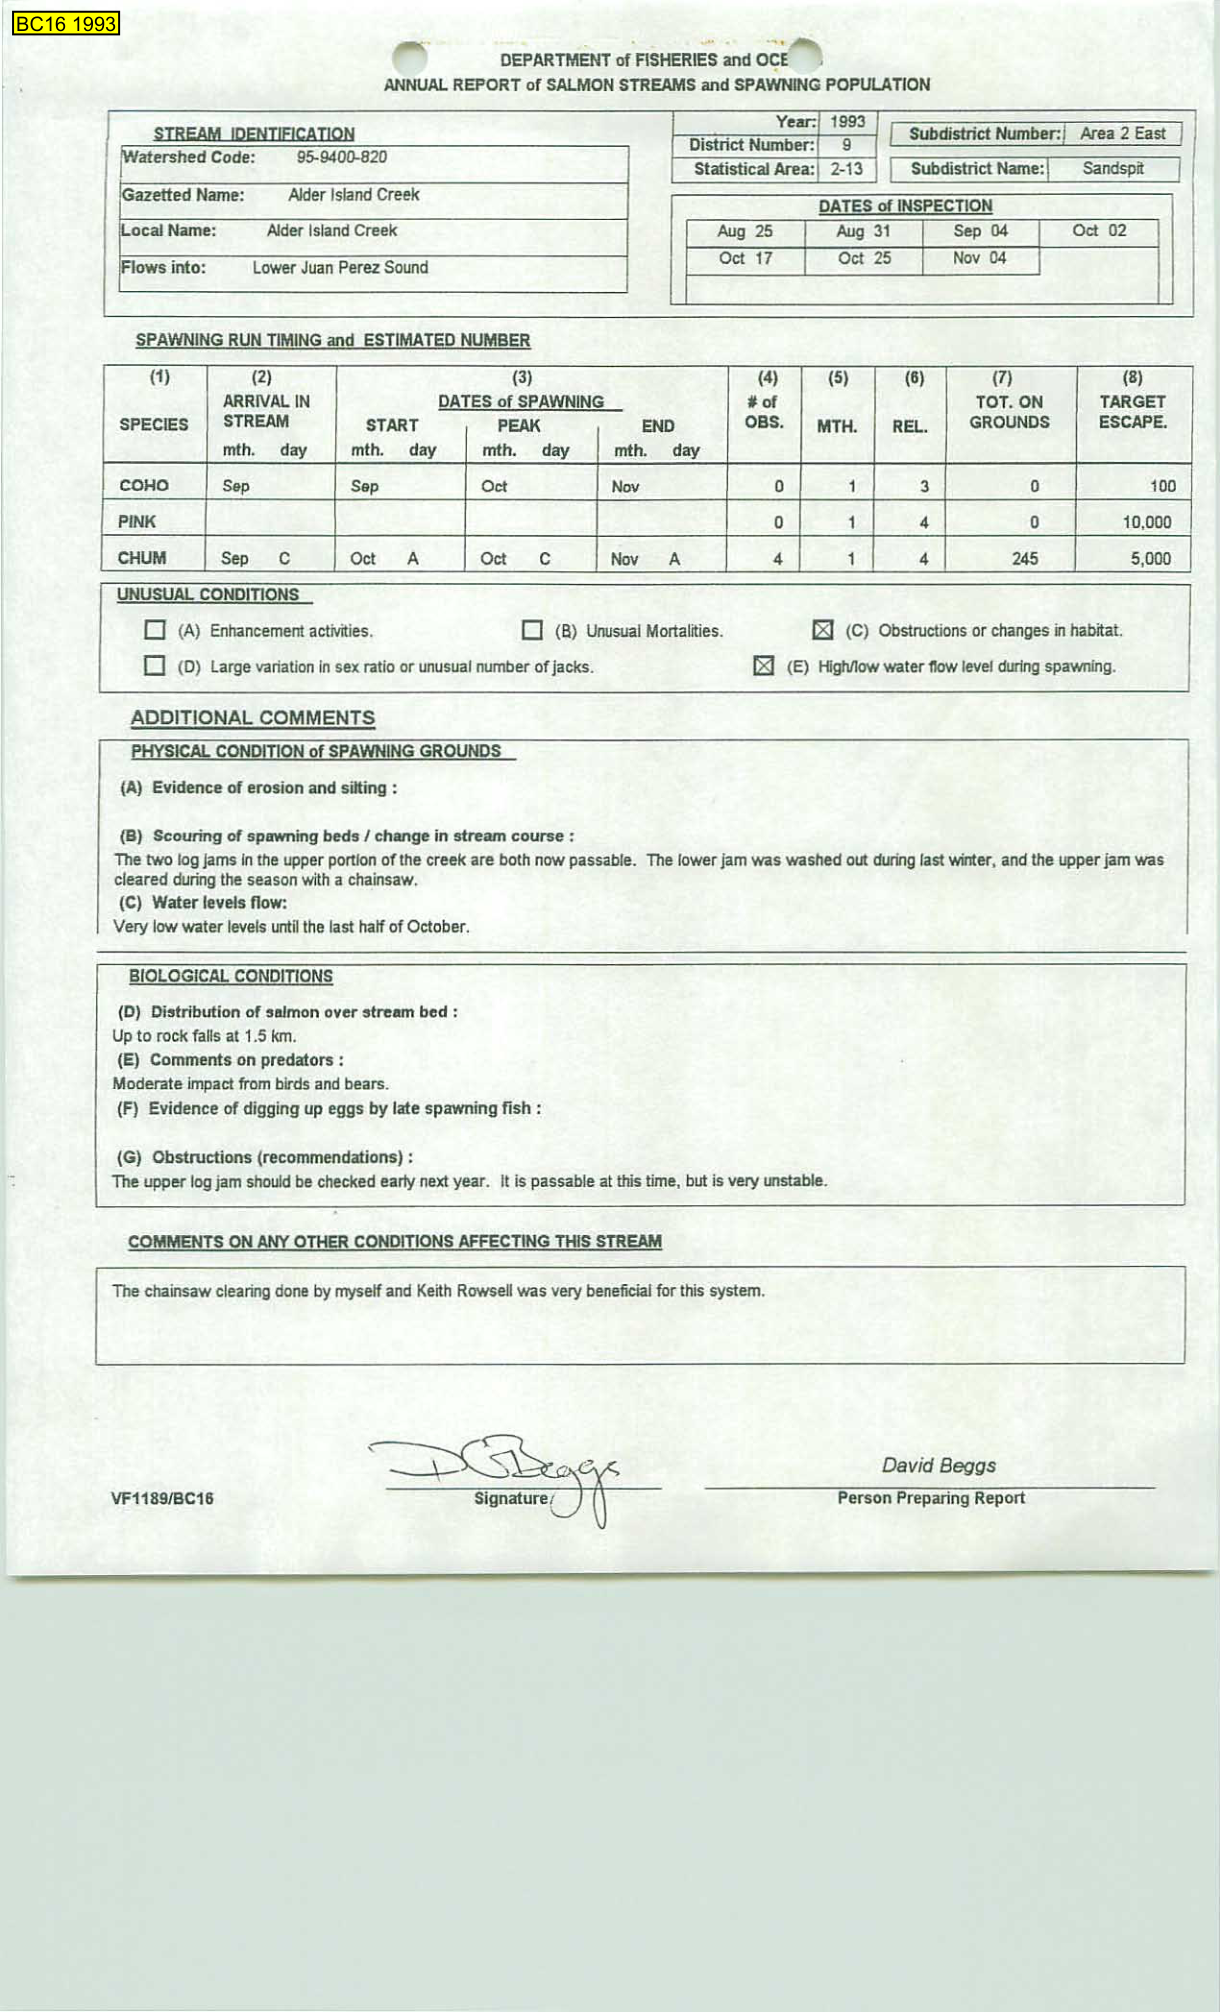 BC16 1993
DEPARTMENT of FISHERIES and OCE
ANNUAL REPORT of SALMON STREAMS and SPAWNING POPULATION
STREAM IDENTIFICATION
Watershed Code: 95-9400-820
Gazetted Name: Alder Island Creek
Local Name: Alder Island Creek
Flows into: Lower Juan Perez Sound
Year: 1993
District Number: 9
Statistical Area: 2-13
Subdistrict Number: Area 2 East
Subdistrict Name: Sandspit
DATES of INSPECTION
Aug 25 Aug 31 Sep 04 Oct 02
Oct 17 Oct 25 Nov 04
SPAWNING RUN TIMING and ESTIMATED NUMBER
(1) (2) (3) (4) (5) (6) (7) (8)
ARRIVAL IN DATES of SPAWNING # of TOT. ON TARGET
SPECIES STREAM START PEAK END OBS. MTH. REL. GROUNDS ESCAPE.
mth. day mth. day mth. day mth. day
COHO Sep Sep Oct Nov 0 1 3 0 100
PINK 0 1 4 0 10,000
CHUM Sep C Oct A Oct C Nov A 4 1 4 245 5,000
UNUSUAL CONDITIONS
(A) Enhancement activities. (B) Unusual Mortalities. (C) Obstructions or changes in habitat.
(D) Large variation in sex ratio or unusual number of jacks. (E) High/low water flow level during spawning.
ADDITIONAL COMMENTS
PHYSICAL CONDITION of SPAWNING GROUNDS
(A) Evidence of erosion and silting :
(B) Scouring of spawning beds / change in stream course :
The two log jams in the upper portion of the creek are both now passable. The lower jam was washed out during last winter, and the upper jam was
cleared during the season with a chainsaw.
(C) Water levels flow:
Very low water levels until the last half of October.
BIOLOGICAL CONDITIONS
(D) Distribution of salmon over stream bed :
Up to rock falls at 1.5 km.
(E) Comments on predators :
Moderate impact from birds and bears.
(F) Evidence of digging up eggs by late spawning fish :
(G) Obstructions (recommendations) :
The upper log jam should be checked early next year. It is passable at this time, but is very unstable.
COMMENTS ON ANY OTHER CONDITIONS AFFECTING THIS STREAM
The chainsaw clearing done by myself and Keith Rowsell was very beneficial for this system.
DG Beggs David Beggs
VF1189/BC16 Signature Person Preparing Report